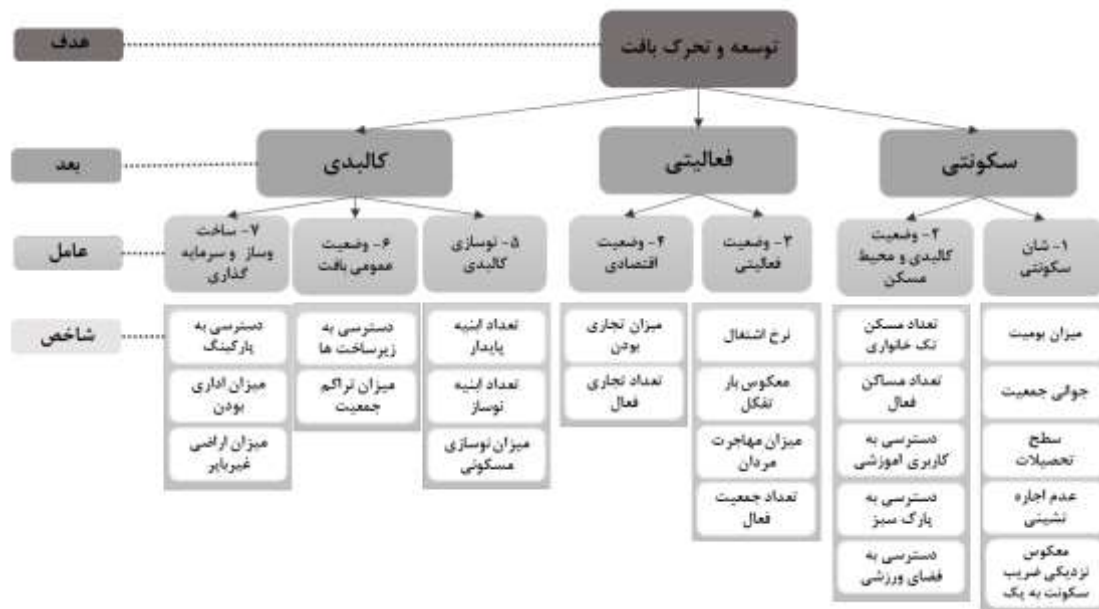 هدف
توسعه و تحرک بافت
بعد
سکونتی
فعالیتی
کالبدی
عامل
۱- شان
سکونتی
۲- وضعیت
کالبدی و محیط
مسکن
۳- وضعیت
فعالیتی
۴- وضعیت
اقتصادی
۵- نوسازی
کالبدی
۶- وضعیت
عمومی بافت
۷- ساخت
وساز و سرمایه
گذاری
شاخص
میزان بومیت
جوانی جمعیت
سطح
تحصیلات
عدم اجاره
نشینی
معکوس
نزدیکی ضریب
سکونت به یک
تعداد مسکن
تک خانواری
تعداد مساکن
فعال
دسترسی به
کاربری اموزشی
دسترسی به
پارک سبز
دسترسی به
فضای ورزشی
نرخ اشتغال
معکوس بار
تکفل
میزان مهاجرت
مردان
تعداد جمعیت
فعال
میزان تجاری
بودن
تعداد تجاری
فعال
تعداد ابنیه
پایدار
تعداد ابنیه
نوساز
میزان نوسازی
مسکونی
دسترسی به
زیرساخت ها
میزان تراکم
جمعیت
دسترسی به
پارکینگ
میزان اداری
بودن
میزان اراضی
غیربایر